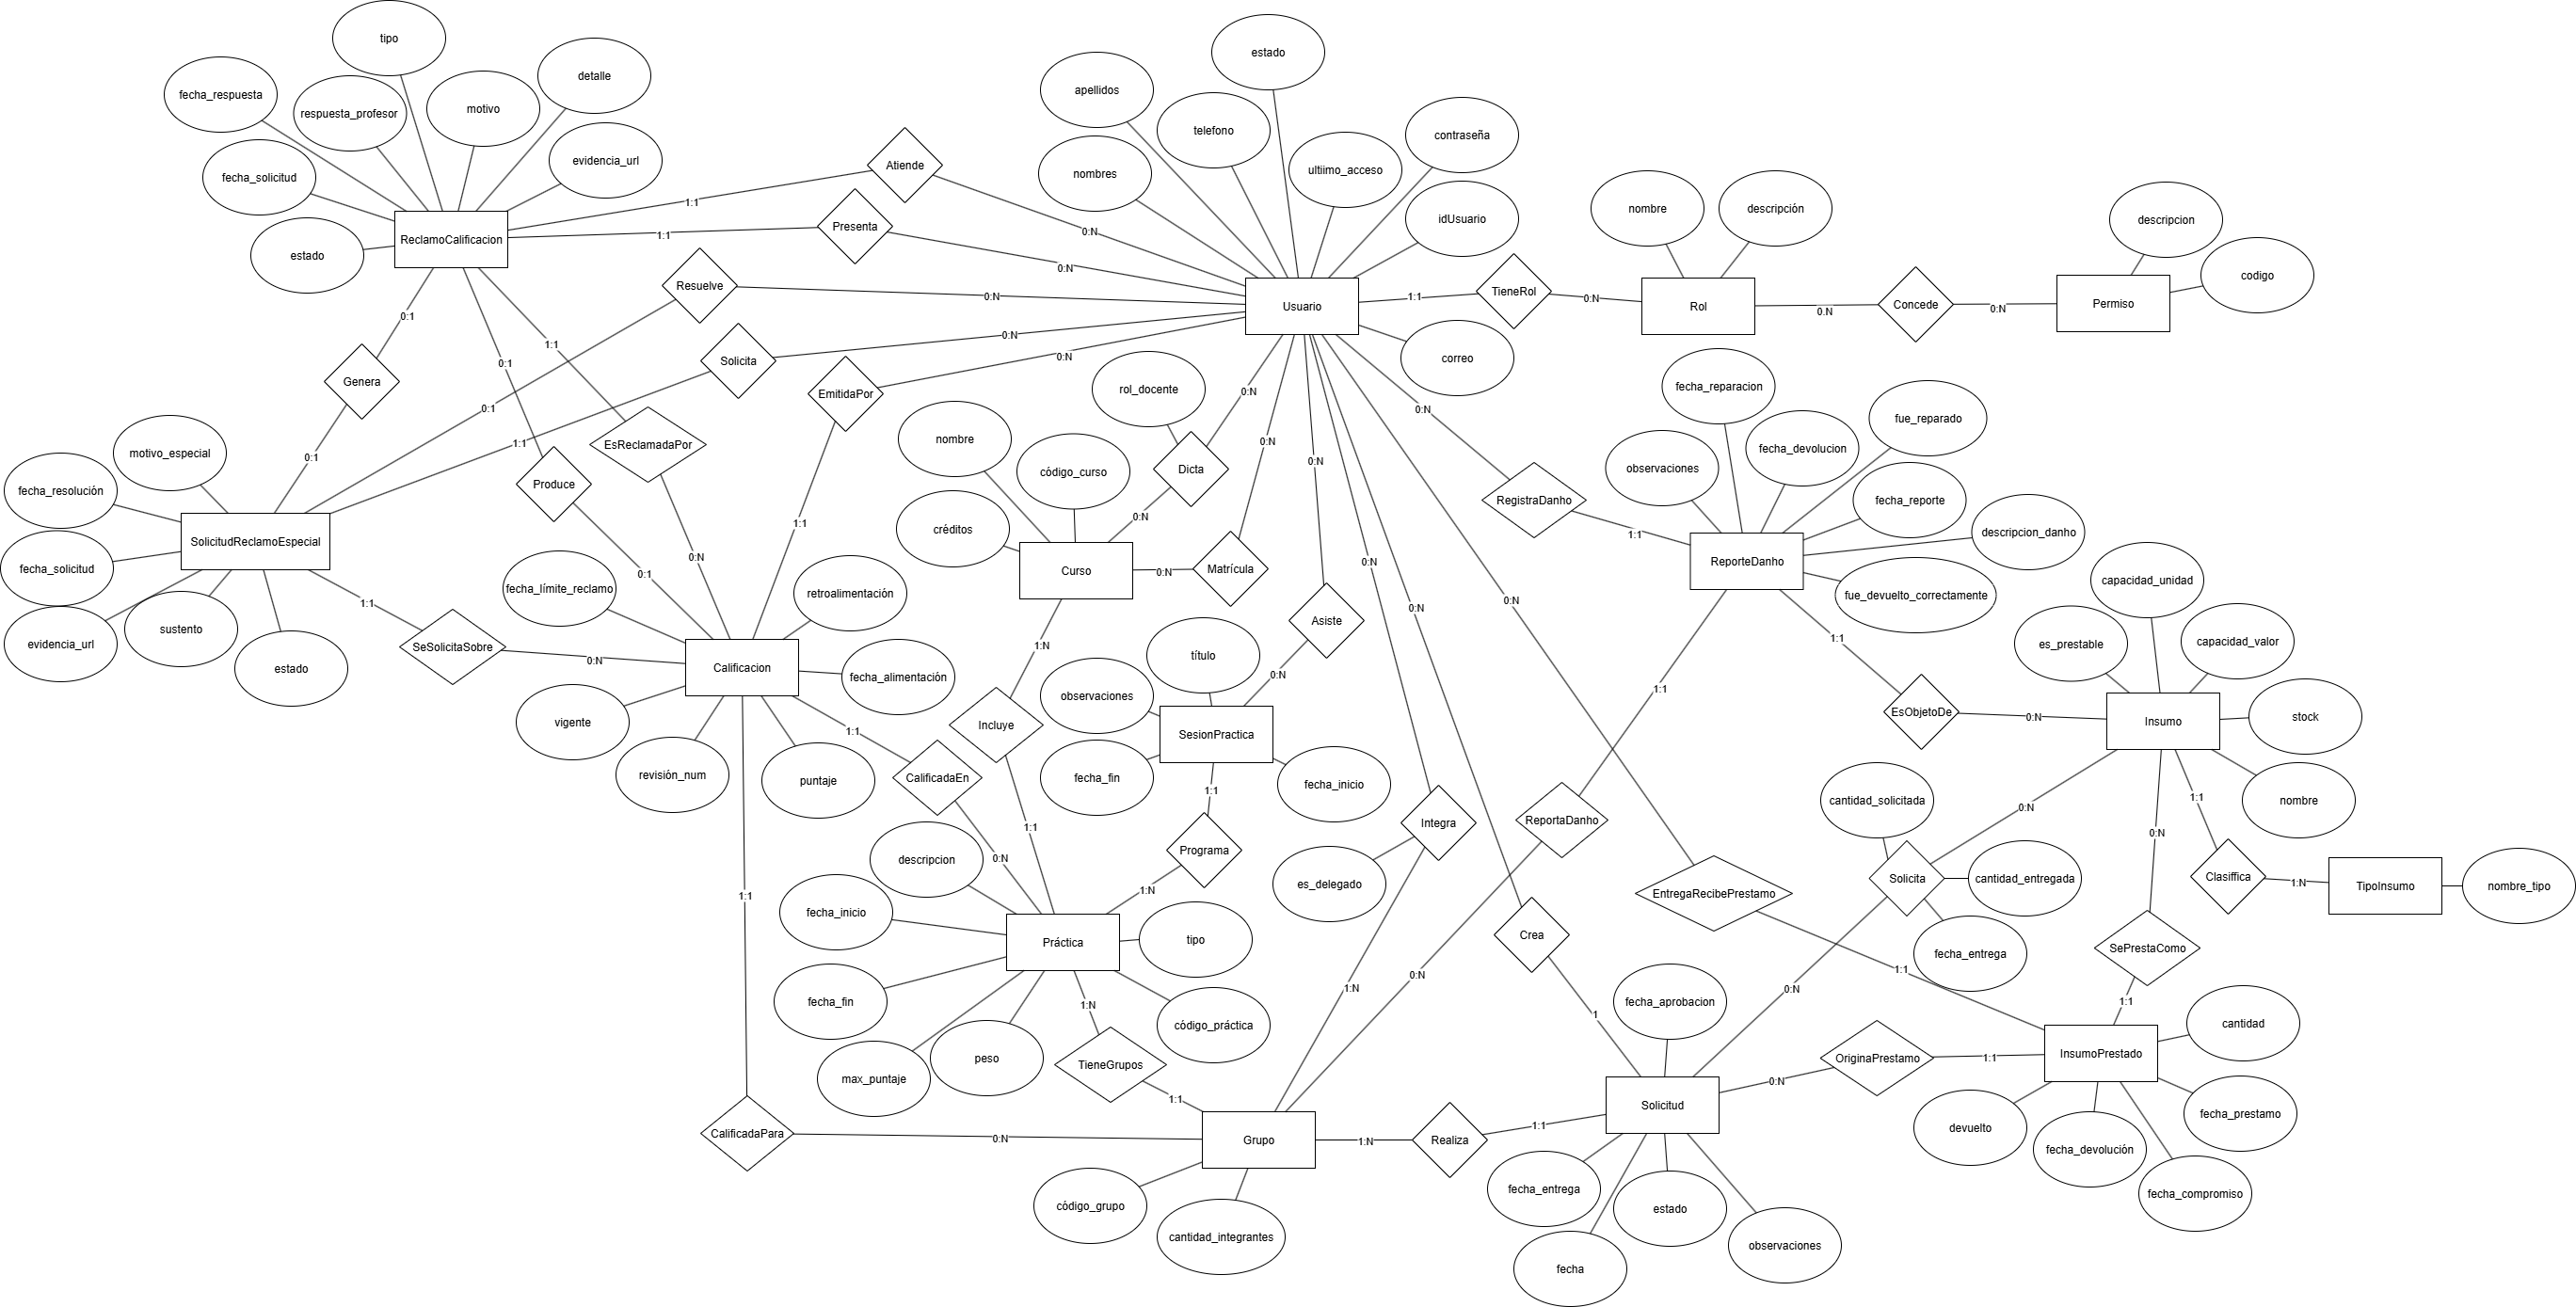 tipo
estado
detalle
apellidos
fecha_respuesta
respuesta_profesor
motivo
telefono
contraseña
evidencia_url
Atiende
ultiimo_acceso
nombres
fecha_solicitud
1:1
nombre
descripción
idUsuario
descripcion
Presenta
0:N
1:1
ReclamoCalificacion
estado
0:N
codigo
Resuelve
0:N
TieneRol
1:1
0:N
Usuario
Rol
0:N
Concede
0:N
Permiso
0:1
1:1
0:N
Solicita
0:N
correo
0:1
Genera
EmitidaPor
rol_docente
0:N
fecha_reparacion
0:1
0:N
fue_reparado
nombre
1:1
EsReclamadaPor
0:N
fecha_devolucion
motivo_especial
0:1
código_curso
Dicta
0:N
observaciones
fecha_resolución
Produce
RegistraDanho
fecha_reporte
1:1
0:N
créditos
descripcion_danho
SolicitudReclamoEspecial
1:1
0:N
ReporteDanho
fecha_solicitud
0:N
Curso
0:N
Matrícula
0:N
0:1
capacidad_unidad
fecha_límite_reclamo
retroalimentación
fue_devuelto_correctamente
1:1
0:N
0:N
evidencia_url
sustento
Asiste
1:1
es_prestable
capacidad_valor
SeSolicitaSobre
1:N
0:N
título
estado
Calificacion
fecha_alimentación
0:N
1:1
observaciones
EsObjetoDe
0:N
Insumo
stock
vigente
1:1
Incluye
SesionPractica
revisión_num
puntaje
CalificadaEn
fecha_fin
fecha_inicio
1:1
1:1
cantidad_solicitada
0:N
nombre
1:1
Integra
ReportaDanho
0:N
descripcion
0:N
Programa
1:1
1:N
es_delegado
EntregaRecibePrestamo
Solicita
cantidad_entregada
Clasiffica
1:N
TipoInsumo
nombre_tipo
fecha_inicio
Práctica
tipo
Crea
fecha_entrega
SePrestaComo
1:1
fecha_fin
1:N
1:N
0:N
0:N
fecha_aprobacion
1
1:1
código_práctica
cantidad
max_puntaje
peso
TieneGrupos
OriginaPrestamo
1:1
InsumoPrestado
1:1
0:N
Solicitud
devuelto
fecha_prestamo
CalificadaPara
0:N
Grupo
1:N
Realiza
1:1
fecha_devolución
código_grupo
fecha_entrega
estado
fecha_compromiso
cantidad_integrantes
observaciones
fecha